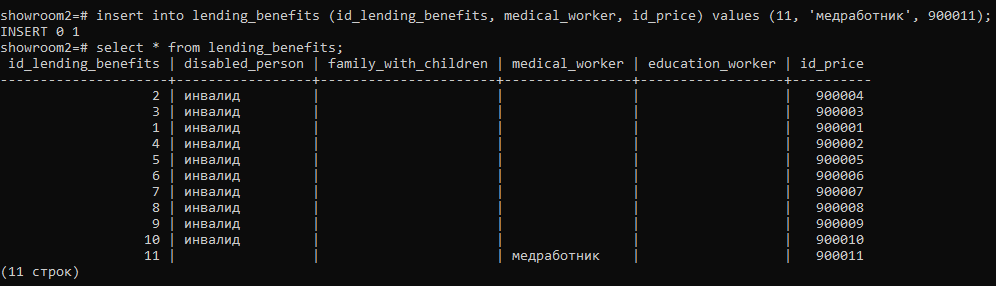 showroom2=# insert into lending_benefits (id_lending_benefits, medical_worker, id_price) values (11, 'медработник', 900011);
INSERT 0 1
showroom2=# select * from lending_benefits;
 id_lending_benefits | disabled_person | family_with_children | medical_worker | education_worker | id_price
---------------------+-----------------+----------------------+----------------+------------------+----------
                   2 | инвалид         |                      |                |                  |   900004
                   3 | инвалид         |                      |                |                  |   900003
                   1 | инвалид         |                      |                |                  |   900001
                   4 | инвалид         |                      |                |                  |   900002
                   5 | инвалид         |                      |                |                  |   900005
                   6 | инвалид         |                      |                |                  |   900006
                   7 | инвалид         |                      |                |                  |   900007
                   8 | инвалид         |                      |                |                  |   900008
                   9 | инвалид         |                      |                |                  |   900009
                  10 | инвалид         |                      |                |                  |   900010
                  11 |                 |                      | медработник    |                  |   900011
(11 строк)